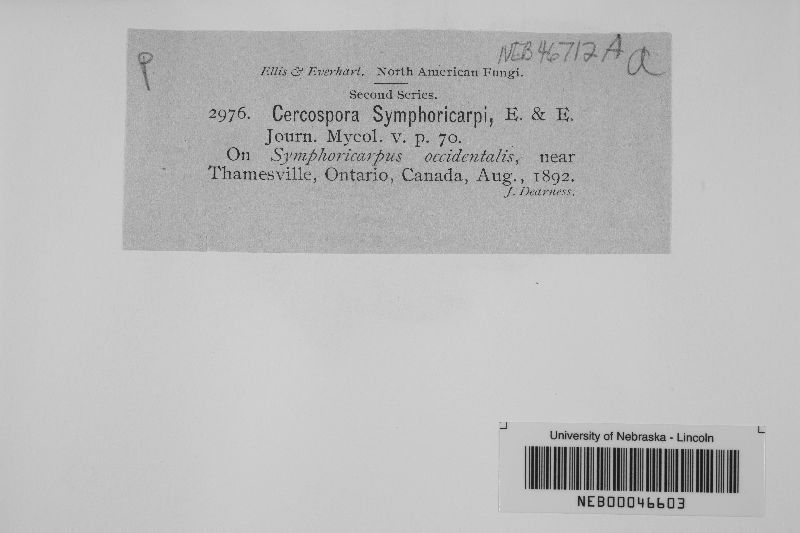 P
NEB 46712 A a
Ellis & Everhart. North American Fungi.
Second Series.
2976. Cercospora Symphoricarpi, E. & E.
Journ. Mycol. v. p. 70.
On Symphoricarpus occidentalis, near
Thamesville, Ontario, Canada, Aug., 1892.
J. Dearness.
University of Nebraska - Lincoln
NEB00046603